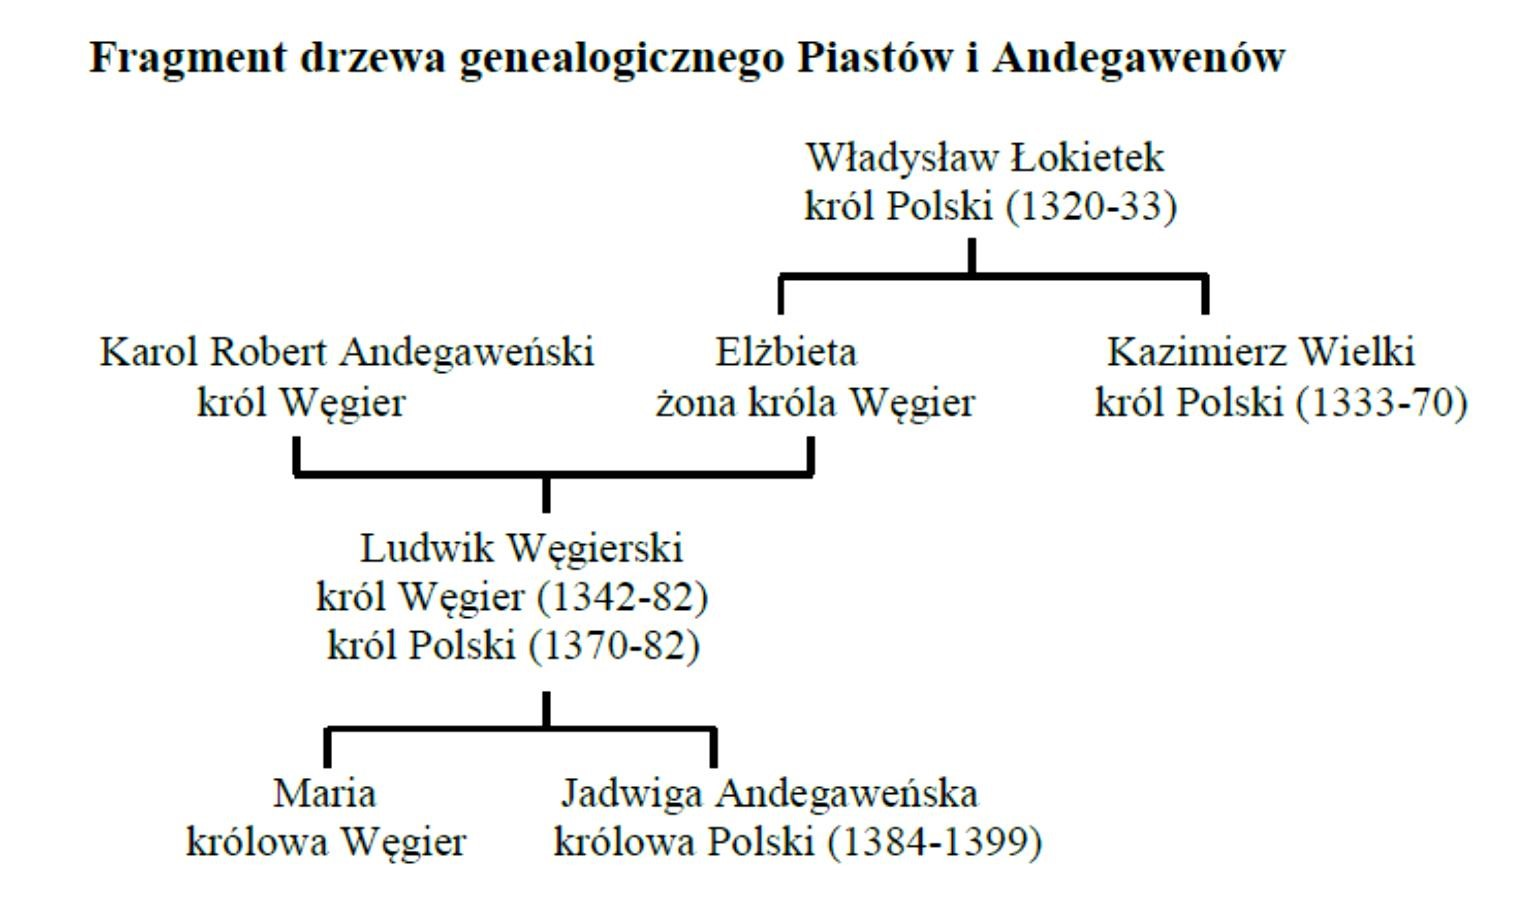 Fragment drzewa genealogicznego Piastów i Andegawenów
Władysław Łokietek
król Polski (1320-33)
Karol Robert Andegaweński
król Węgier
Elżbieta
żona króla Węgier
Kazimierz Wielki
król Polski (1333-70)
Ludwik Węgierski
król Węgier (1342-82)
król Polski (1370-82)
Maria
królowa Węgier
Jadwiga Andegaweńska
królowa Polski (1384-1399)